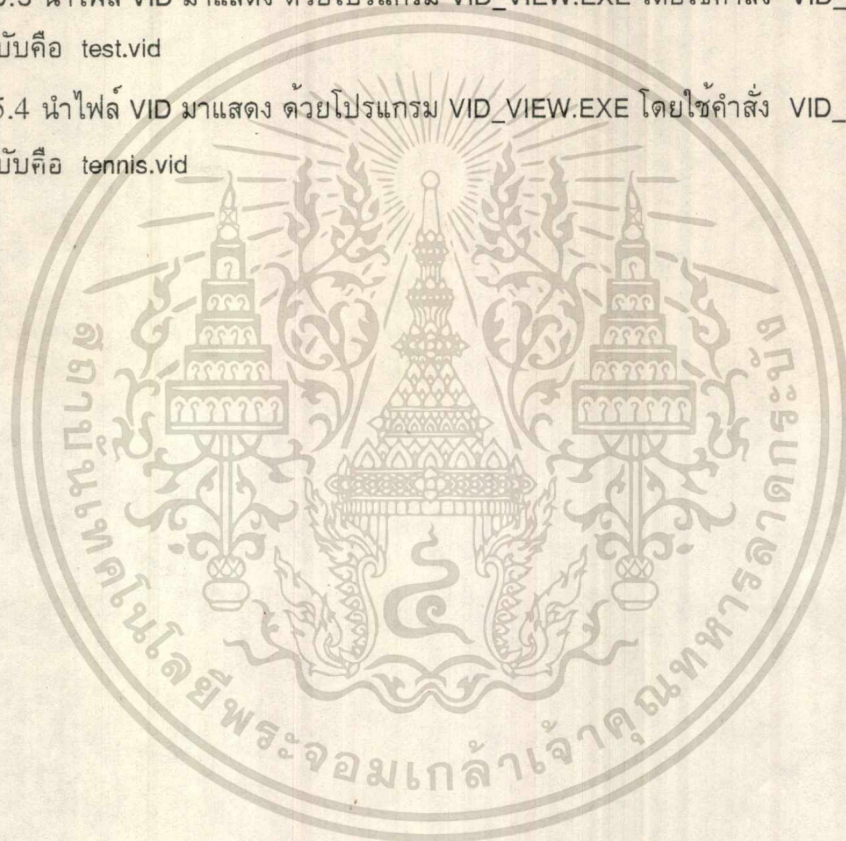 5.3 นำไฟล์ VID มาแสดง ด้วยโปรแกรม VID_VIEW.EXE โดยใช้คำสั่ง VID_
บับคือ test.vid
5.4 นำไฟล์ VID มาแสดง ด้วยโปรแกรม VID_VIEW.EXE โดยใช้คำสั่ง VID_
บับคือ tennis.vid
สถาบันเทคโนโลยีพระจอมเกล้าเจ้าคุณทหารลาดกระบัง
๔